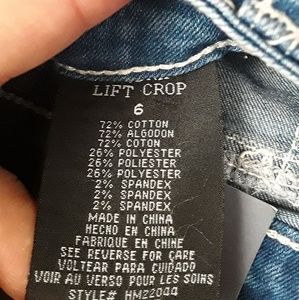 LIFT CROP
6
72% COTTON
72% ALGODON
72% COTON
26% POLYESTER
26% POLIESTER
26% POLYESTER
2% SPANDEX
2% SPANDEX
2% SPANDEX
MADE IN CHINA
HECHO EN CHINA
FABRIQUE EN CHINE
SEE REVERSE FOR CARE
VOLTEAR PARA CUIDADO
VOIR AU VERSO POUR LES SOINS
STYLE# HM22044